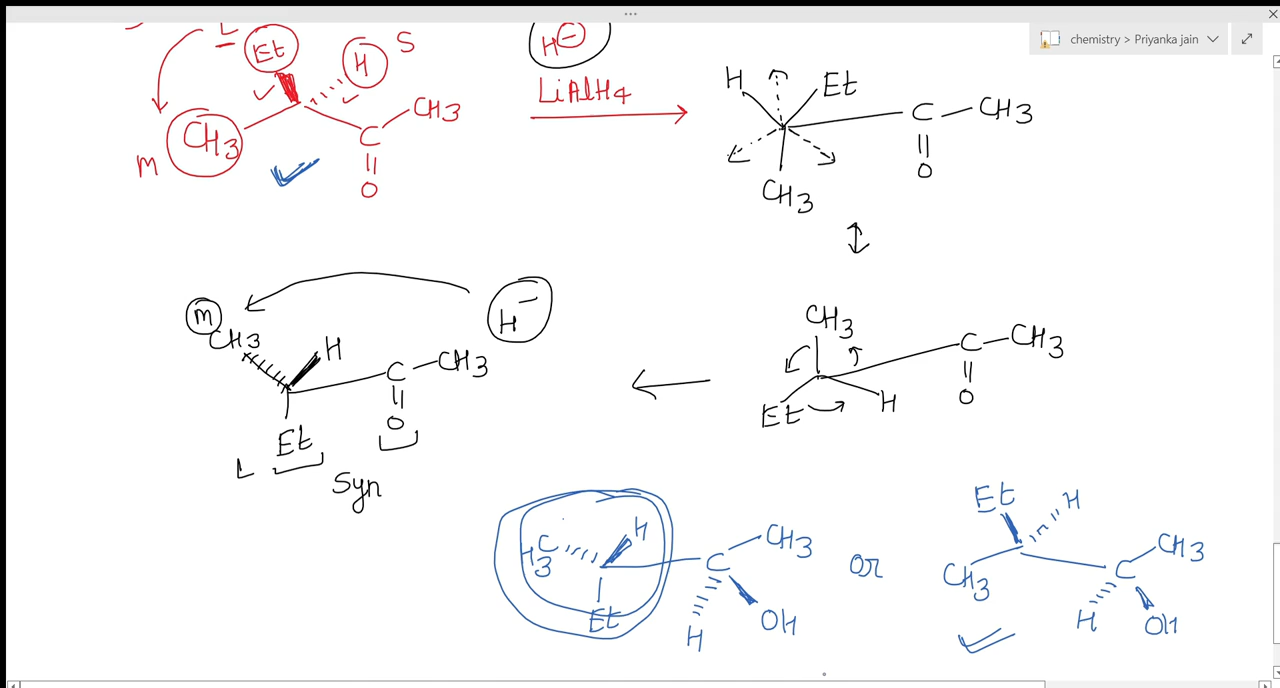 chemistry > Priyanka jain
L
Et H S
CH3 C CH3
M O
H⊖
LiAlH4
H Et
C CH3
CH3 O
M
CH3 H C CH3
Et O
L Syn
H−
CH3
C CH3
Et H O
H3C H C CH3
Et H OH
or
Et H
CH3 C CH3
H OH